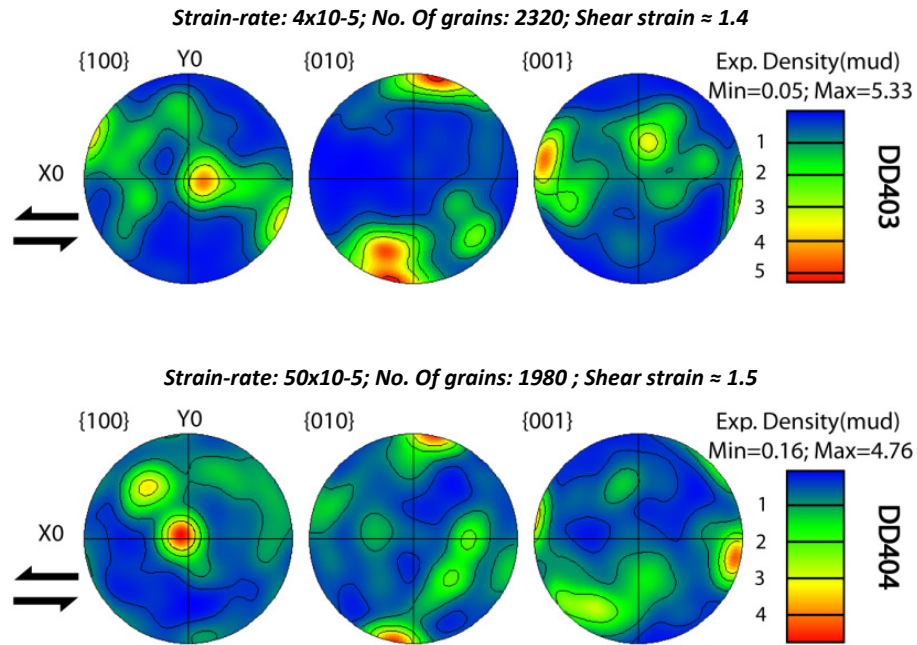 Strain-rate: 4x10-5; No. Of grains: 2320; Shear strain ≈ 1.4
{100} Y0 {010} {001} Exp. Density(mud)
Min=0.05; Max=5.33
X0
1
2
3
4
5
DD403
Strain-rate: 50x10-5; No. Of grains: 1980 ; Shear strain ≈ 1.5
{100} Y0 {010} {001} Exp. Density(mud)
Min=0.16; Max=4.76
X0
1
2
3
4
DD404